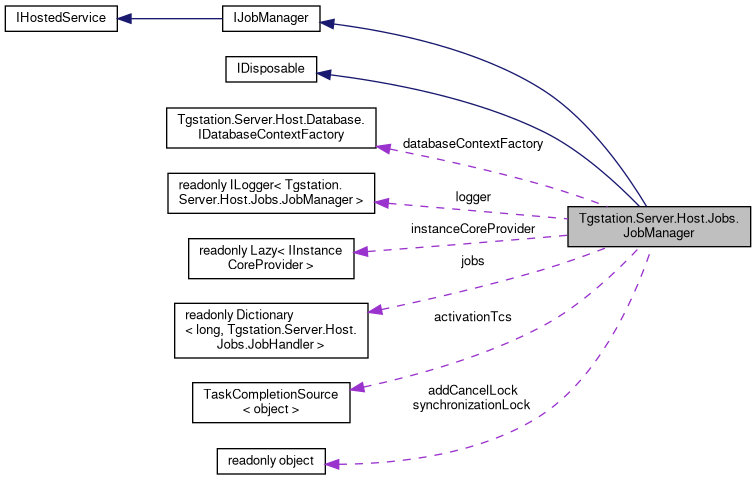 IHostedService
IJobManager
IDisposable
Tgstation.Server.Host.Database.
IDatabaseContextFactory
databaseContextFactory
readonly ILogger< Tgstation.
Server.Host.Jobs.JobManager >
logger
Tgstation.Server.Host.Jobs.
JobManager
instanceCoreProvider
readonly Lazy< IInstance
CoreProvider >
jobs
readonly Dictionary
< long, Tgstation.Server.Host.
Jobs.JobHandler >
activationTcs
TaskCompletionSource
< object >
addCancelLock
synchronizationLock
readonly object